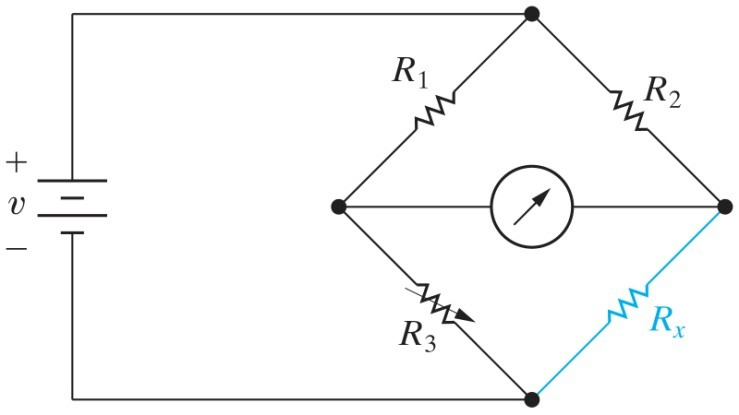 R₁
R₂
+
v
−
R₃
Rₓ